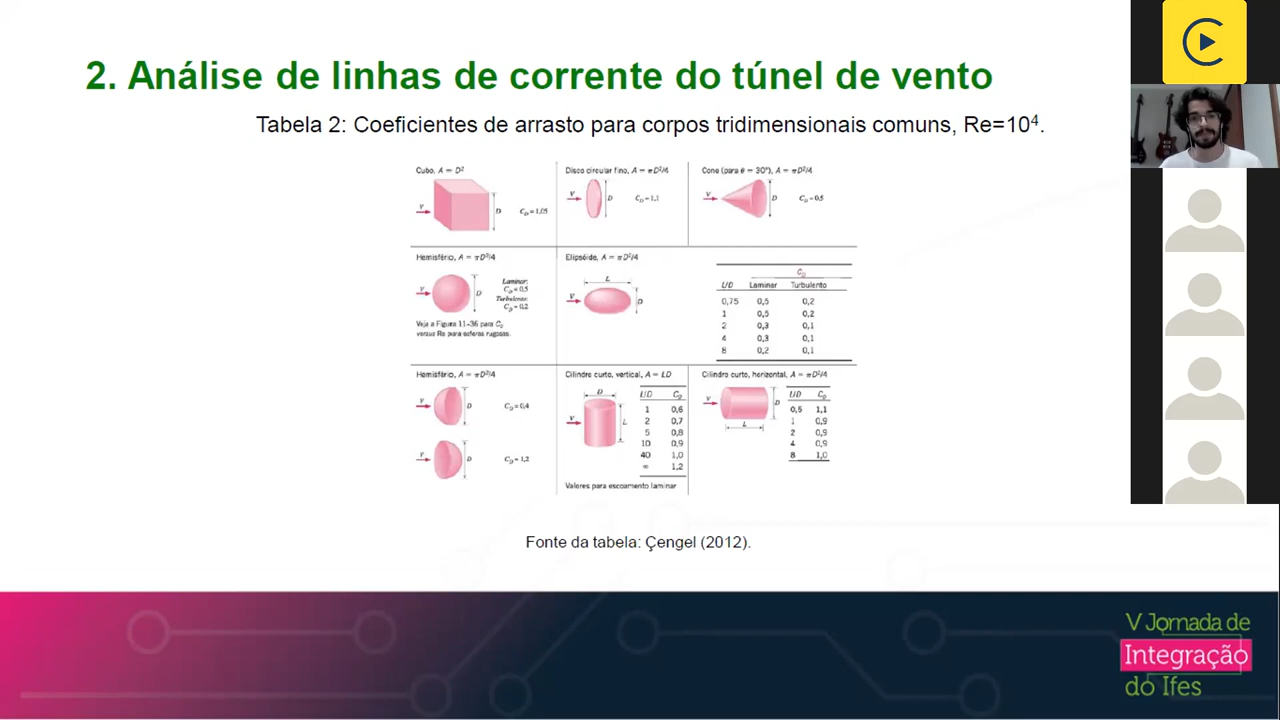 2. Análise de linhas de corrente do túnel de vento
Tabela 2: Coeficientes de arrasto para corpos tridimensionais comuns, Re=10⁴.
Cubo, A = D²
V
D
C_D = 1,05
Disco circular fino, A = πD²/4
V
D
C_D = 1,1
Cone (para θ = 30°), A = πD²/4
V
D
C_D = 0,5
Hemisfério, A = πD²/4
V
D
Laminar:
C_D = 0,5
Turbulento:
C_D = 0,2
Veja a Figura 11-36 para C_D
versus Re para esferas rugosas.
Elipsóide, A = πD²/4
L
V
D
C_D
L/D Laminar Turbulento
0,75 0,5 0,2
1 0,5 0,2
2 0,3 0,1
4 0,3 0,1
8 0,2 0,1
Hemisfério, A = πD²/4
V
D
C_D = 0,4
V
D
C_D = 1,2
Cilindro curto, vertical, A = LD
D
V
L
L/D C_D
1 0,6
2 0,7
5 0,8
10 0,9
40 1,0
∞ 1,2
Valores para escoamento laminar
Cilindro curto, horizontal, A = πD²/4
V
D
L
L/D C_D
0,5 1,1
1 0,9
2 0,9
4 0,9
8 1,0
Fonte da tabela: Çengel (2012).
V Jornada de
Integração
do Ifes